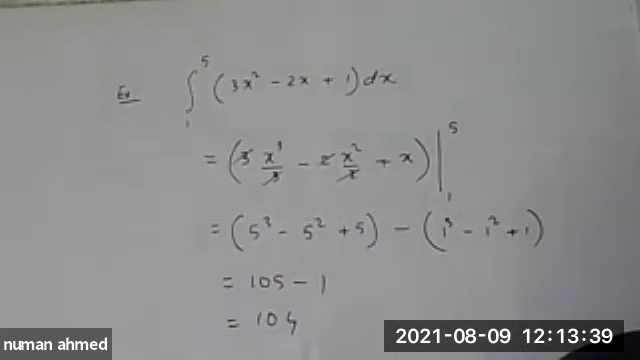 Ex ∫₁⁵ (3x² - 2x + 1) dx
= (3 x³/3 - 2 x²/2 + x) |₁⁵
= (5³ - 5² + 5) - (1³ - 1² + 1)
= 105 - 1
= 104
numan ahmed
2021-08-09 12:13:39